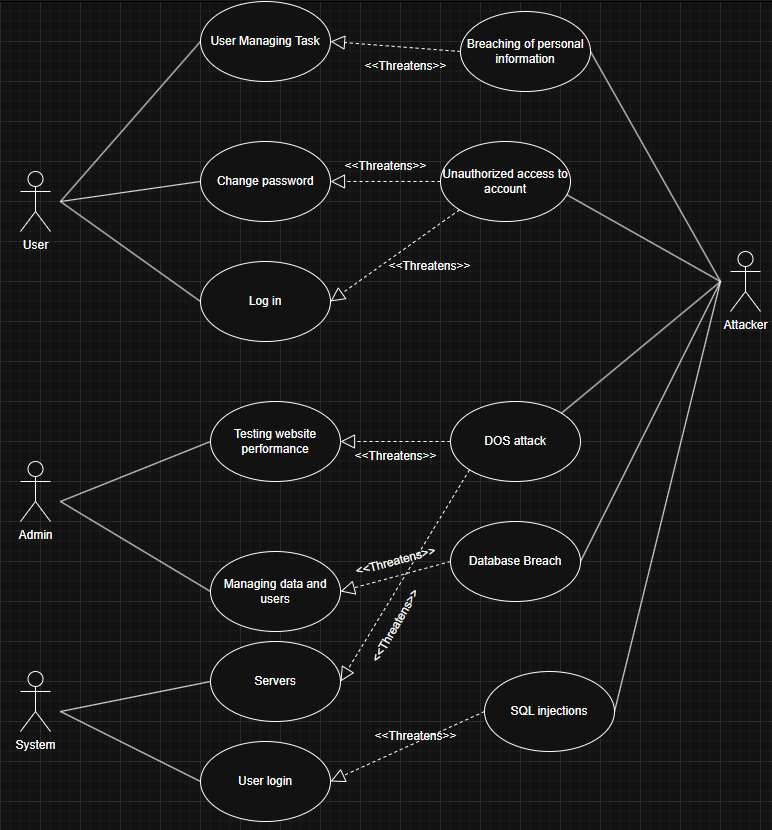 User Managing Task
Breaching of personal
information
<<Threatens>>
<<Threatens>>
Change password
Unauthorized access to
account
User
<<Threatens>>
Log in
Attacker
Testing website
performance
DOS attack
<<Threatens>>
Admin
<<Threatens>>
Database Breach
Managing data and
users
<<Threatens>>
Servers
SQL injections
System
<<Threatens>>
User login